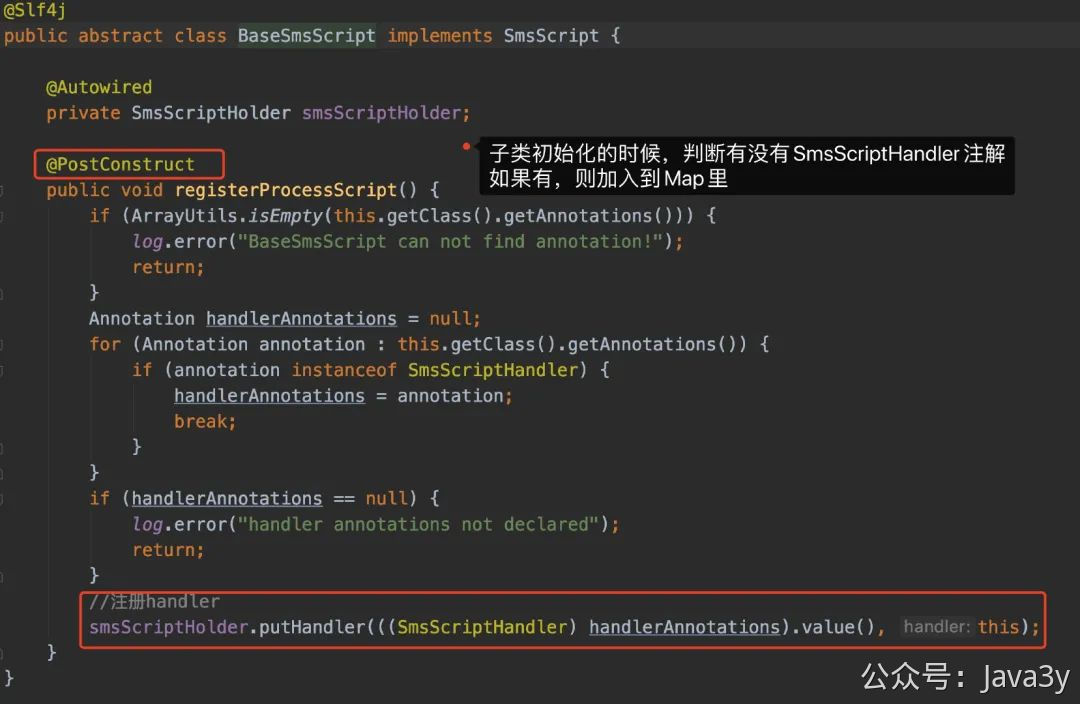 @Slf4j
public abstract class BaseSmsScript implements SmsScript {
@Autowired
private SmsScriptHolder smsScriptHolder;
@PostConstruct
子类初始化的时候，判断有没有SmsScriptHandler注解
如果有，则加入到Map里
public void registerProcessScript() {
if (ArrayUtils.isEmpty(this.getClass().getAnnotations())) {
log.error("BaseSmsScript can not find annotation!");
return;
}
Annotation handlerAnnotations = null;
for (Annotation annotation : this.getClass().getAnnotations()) {
if (annotation instanceof SmsScriptHandler) {
handlerAnnotations = annotation;
break;
}
}
if (handlerAnnotations == null) {
log.error("handler annotations not declared");
return;
}
//注册handler
smsScriptHolder.putHandler(((SmsScriptHandler) handlerAnnotations).value(), handler: this);
}
}
公众号：Java3y